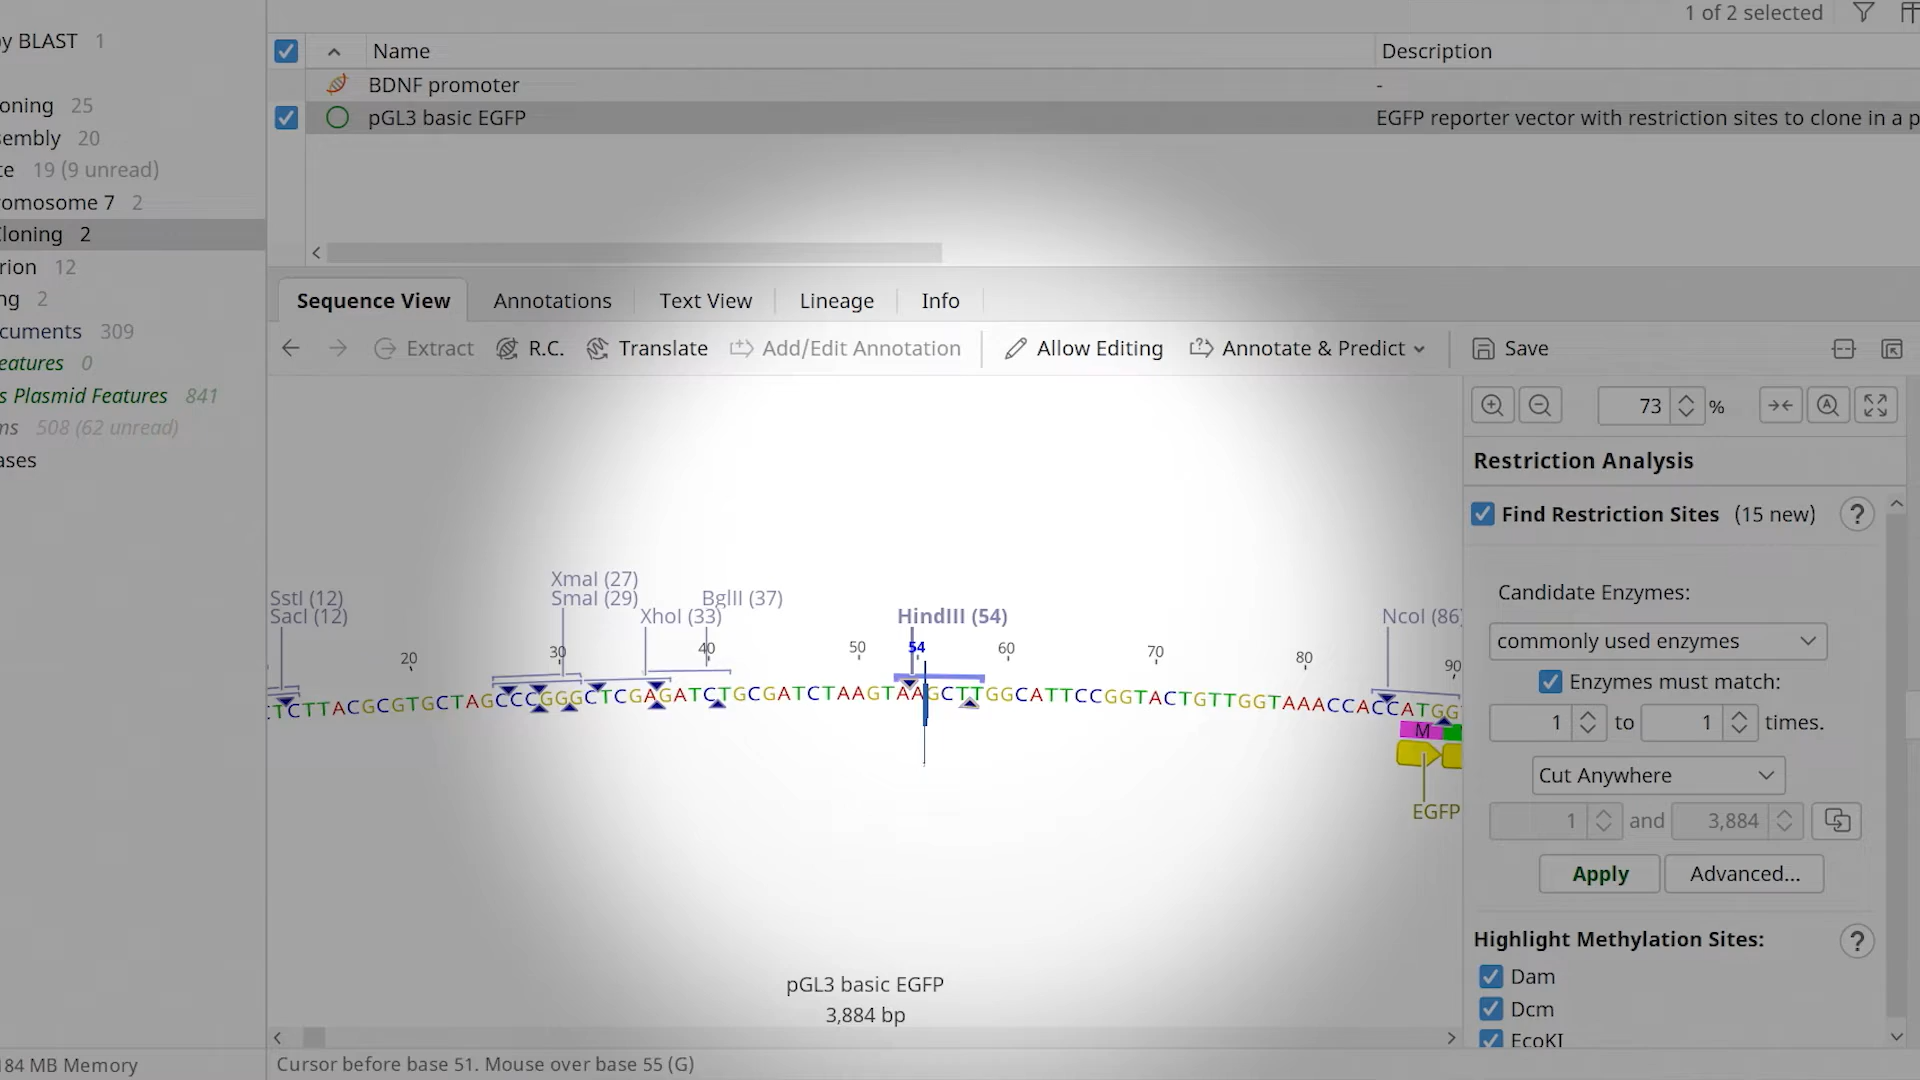 1 of 2 selected
by BLAST 1
Name Description
BDNF promoter -
oning 25
pGL3 basic EGFP EGFP reporter vector with restriction sites to clone in a p
sembly 20
te 19 (9 unread)
omosome 7 2
Cloning 2
rion 12
ng 2
cuments 309
eatures 0
s Plasmid Features 841
ms 508 (62 unread)
ases
Sequence View Annotations Text View Lineage Info
Extract R.C. Translate Add/Edit Annotation Allow Editing Annotate & Predict Save
73 %
Restriction Analysis
Find Restriction Sites (15 new) ?
Candidate Enzymes:
commonly used enzymes
Enzymes must match:
1 to 1 times.
Cut Anywhere
1 and 3,884
Apply Advanced...
Highlight Methylation Sites: ?
Dam
Dcm
EcoKI
XmaI (27)
SstI (12) SmaI (29) BglII (37)
SacI (12) XhoI (33) HindIII (54) NcoI (86)
20 30 40 50 54 60 70 80 90
TCTTACGCGTGCTAGCCCGGGCTCGAGATCTGCGATCTAAGTAAGCTTGGCATTCCGGTACTGTTGGTAAACCACCATGG
M
EGFP
pGL3 basic EGFP
3,884 bp
184 MB Memory Cursor before base 51. Mouse over base 55 (G)